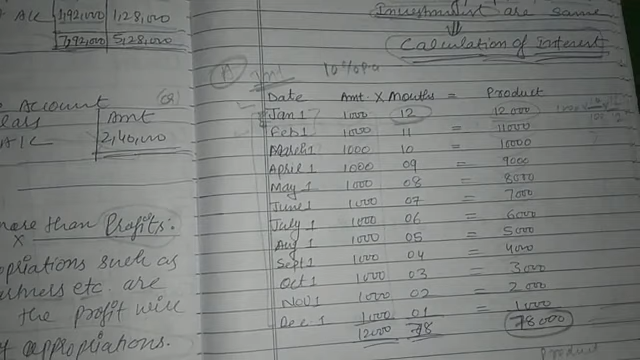 A/c 1,92,000 1,28,000
7,92,000 5,28,000
Account (Cr)
lars Amt
A/C 2,40,000
more than Profits:
opriations such as
etc. are
the profit will
of appropriations.
Investment are same
Calculation of Interest
A 10% p.a
Date Amt. X Months = Product
Jan 1 1000 12 12000
Feb 1 1000 11 = 11000
March 1 1000 10 = 10000
April 1 1000 09 = 9000
May 1 1000 08 = 8000
June 1 1000 07 = 7000
July 1 1000 06 = 6000
Aug 1 1000 05 = 5000
Sept 1 1000 04 = 4000
Oct 1 1000 03 = 3000
Nov 1 1000 02 = 2000
Dec. 1 1000 01 = 1000
12000 78 78000
Product